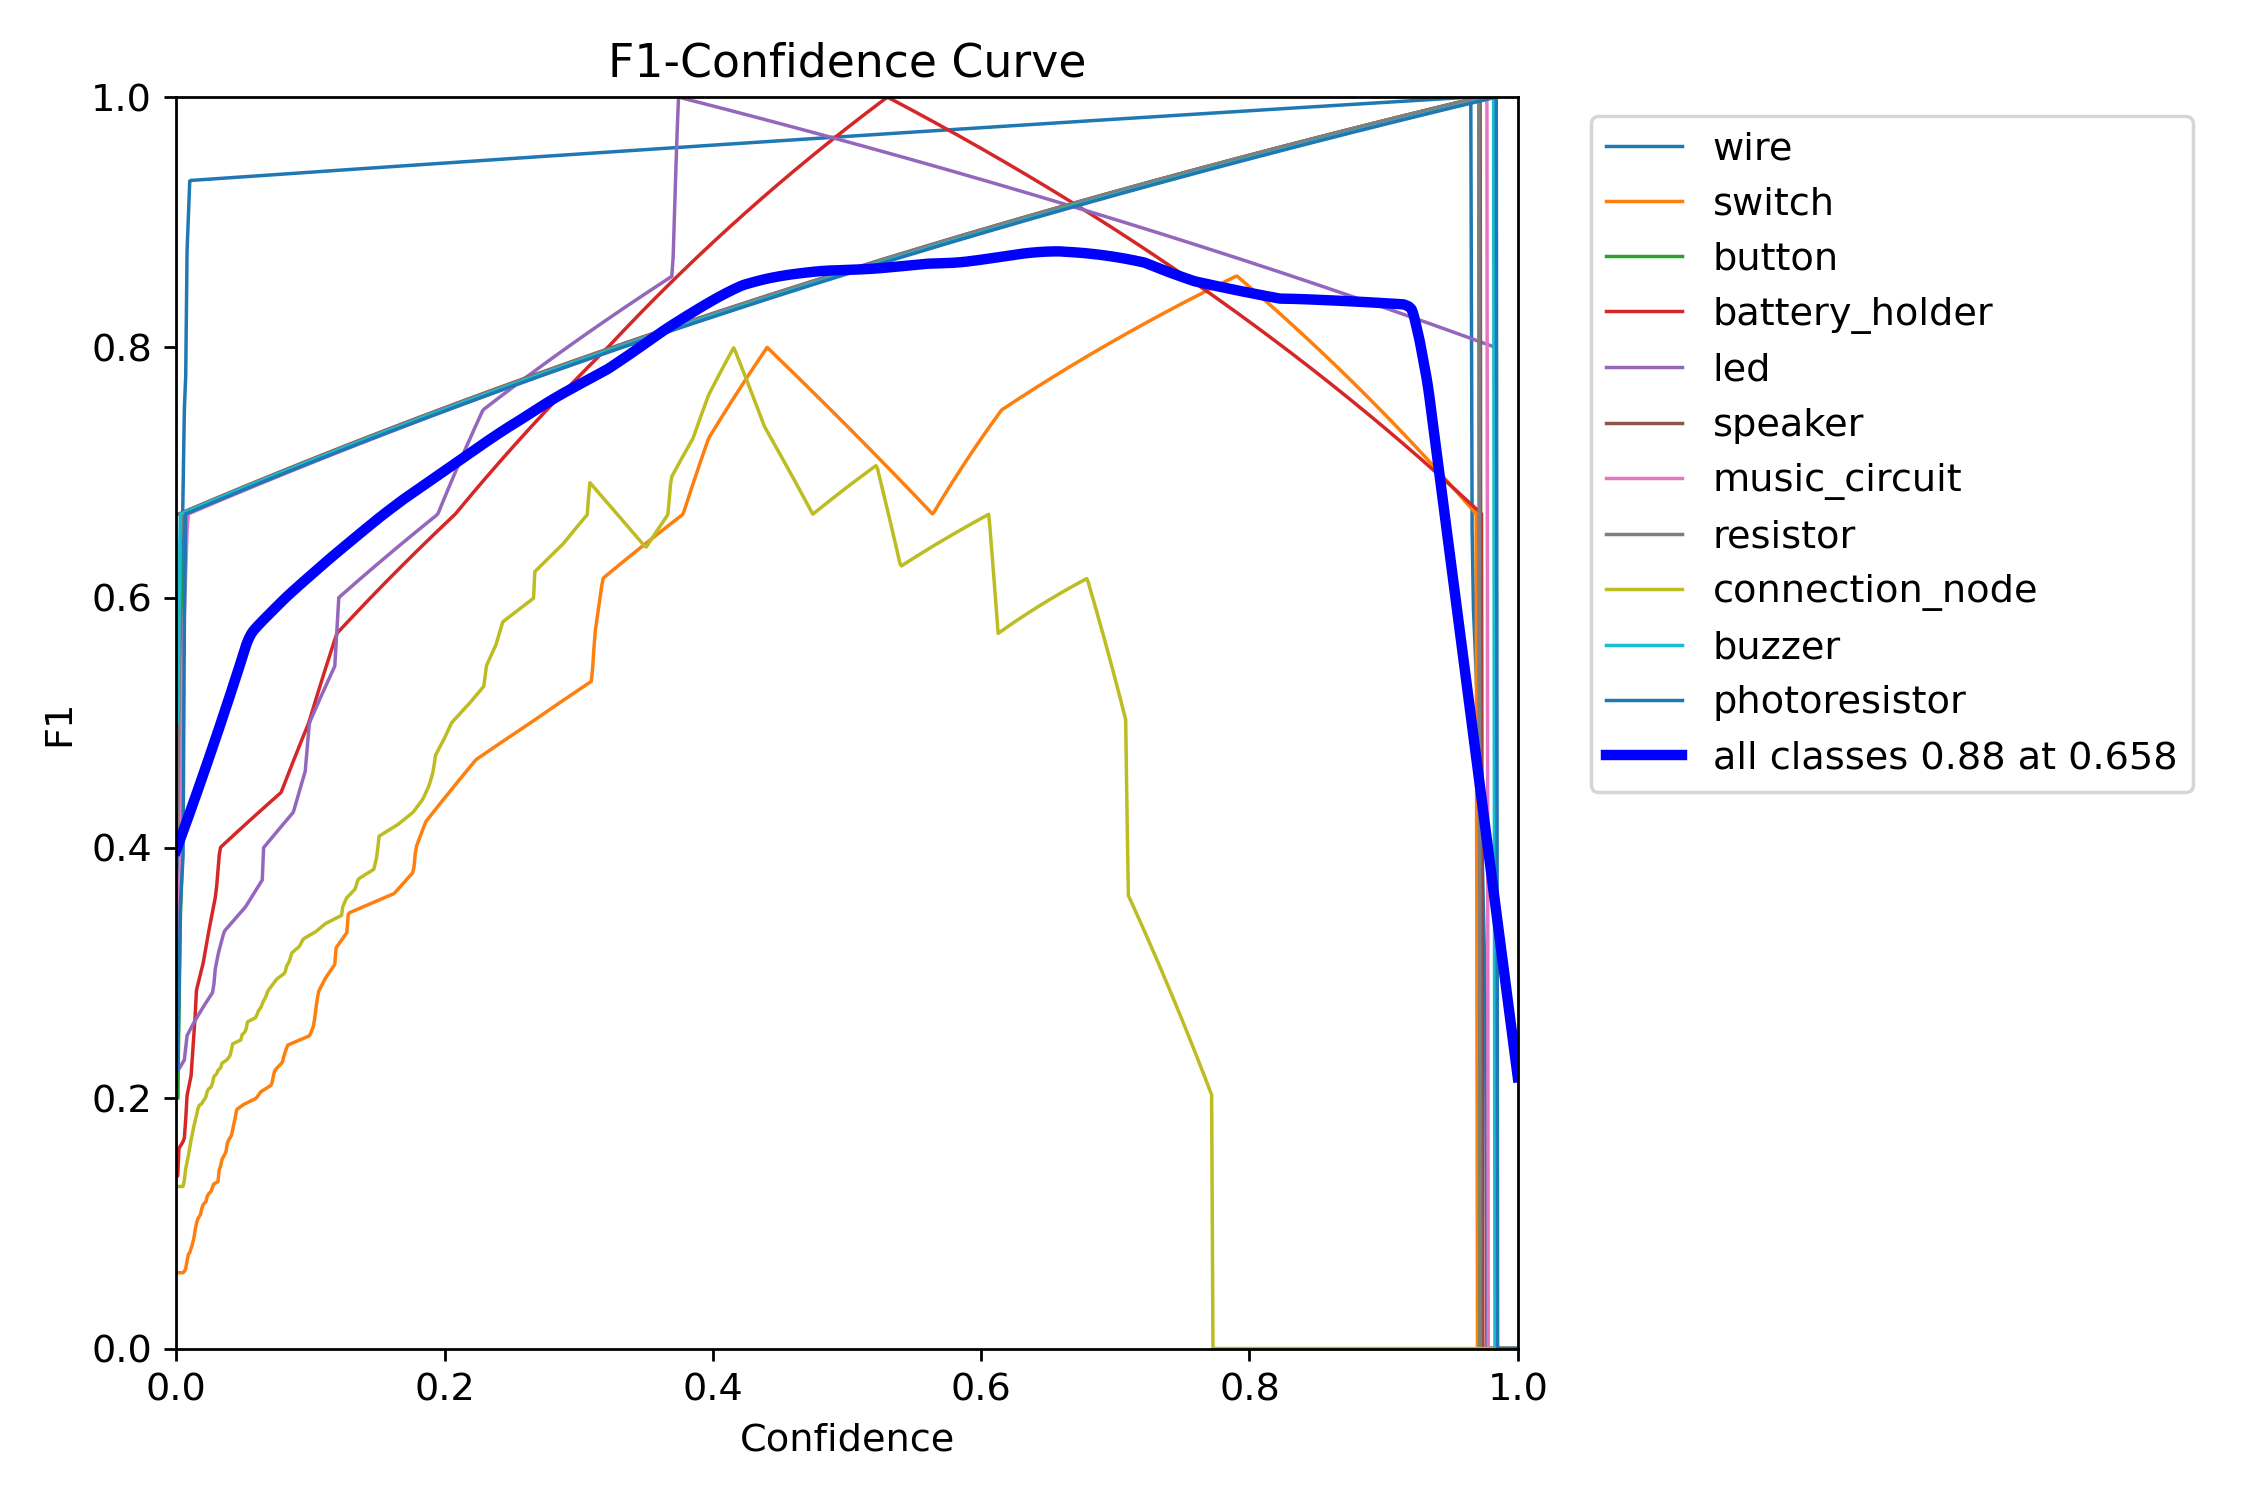 F1-Confidence Curve
1.0
0.8
0.6
0.4
0.2
0.0
F1
0.0 0.2 0.4 0.6 0.8 1.0
Confidence
wire
switch
button
battery_holder
led
speaker
music_circuit
resistor
connection_node
buzzer
photoresistor
all classes 0.88 at 0.658